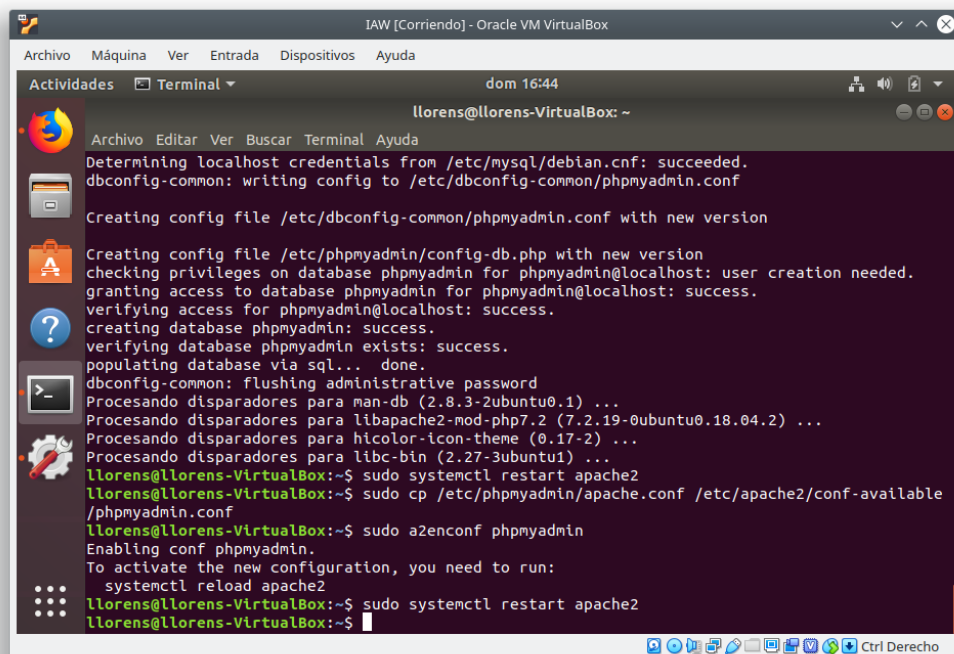 IAW [Corriendo] - Oracle VM VirtualBox
Archivo Máquina Ver Entrada Dispositivos Ayuda
Actividades Terminal dom 16:44
llorens@llorens-VirtualBox: ~
Archivo Editar Ver Buscar Terminal Ayuda
Determining localhost credentials from /etc/mysql/debian.cnf: succeeded.
dbconfig-common: writing config to /etc/dbconfig-common/phpmyadmin.conf
Creating config file /etc/dbconfig-common/phpmyadmin.conf with new version
Creating config file /etc/phpmyadmin/config-db.php with new version
checking privileges on database phpmyadmin for phpmyadmin@localhost: user creation needed.
granting access to database phpmyadmin for phpmyadmin@localhost: success.
verifying access for phpmyadmin@localhost: success.
creating database phpmyadmin: success.
verifying database phpmyadmin exists: success.
populating database via sql...  done.
dbconfig-common: flushing administrative password
Procesando disparadores para man-db (2.8.3-2ubuntu0.1) ...
Procesando disparadores para libapache2-mod-php7.2 (7.2.19-0ubuntu0.18.04.2) ...
Procesando disparadores para hicolor-icon-theme (0.17-2) ...
Procesando disparadores para libc-bin (2.27-3ubuntu1) ...
llorens@llorens-VirtualBox:~$ sudo systemctl restart apache2
llorens@llorens-VirtualBox:~$ sudo cp /etc/phpmyadmin/apache.conf /etc/apache2/conf-available
/phpmyadmin.conf
llorens@llorens-VirtualBox:~$ sudo a2enconf phpmyadmin
Enabling conf phpmyadmin.
To activate the new configuration, you need to run:
  systemctl reload apache2
llorens@llorens-VirtualBox:~$ sudo systemctl restart apache2
llorens@llorens-VirtualBox:~$
Ctrl Derecho